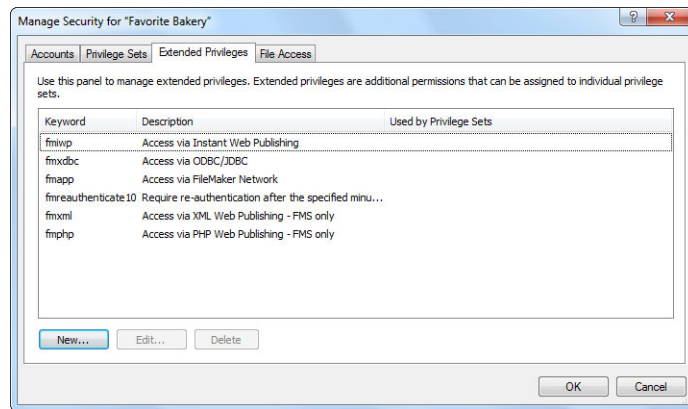 Manage Security for "Favorite Bakery"
Accounts Privilege Sets Extended Privileges File Access
Use this panel to manage extended privileges. Extended privileges are additional permissions that can be assigned to individual privilege
sets.
Keyword Description Used by Privilege Sets
fmiwp Access via Instant Web Publishing
fmxdbc Access via ODBC/JDBC
fmapp Access via FileMaker Network
fmreauthenticate10 Require re-authentication after the specified minu...
fmxml Access via XML Web Publishing - FMS only
fmphp Access via PHP Web Publishing - FMS only
New... Edit... Delete
OK Cancel